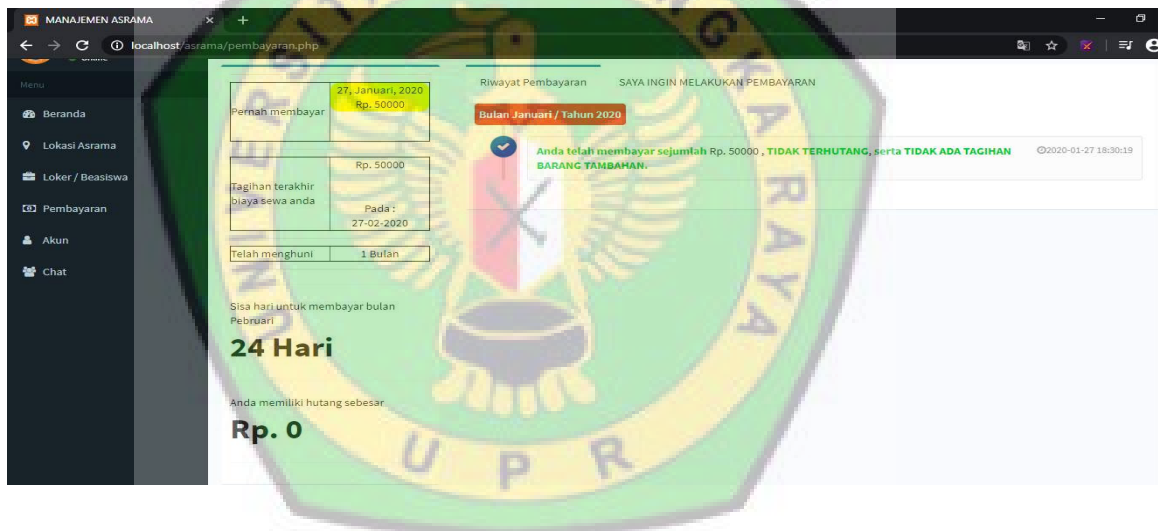 MANAJEMEN ASRAMA
localhost/asrama/pembayaran.php
Online
Menu
Beranda
Lokasi Asrama
Loker / Beasiswa
Pembayaran
Akun
Chat
Pernah membayar
27, Januari, 2020
Rp. 50000
Tagihan terakhir
biaya sewa anda
Rp. 50000
Pada :
27-02-2020
Telah menghuni
1 Bulan
Sisa hari untuk membayar bulan
Pebruari
24 Hari
Anda memiliki hutang sebesar
Rp. 0
Riwayat Pembayaran
SAYA INGIN MELAKUKAN PEMBAYARAN
Bulan Januari / Tahun 2020
Anda telah membayar sejumlah Rp. 50000 , TIDAK TERHUTANG, serta TIDAK ADA TAGIHAN
BARANG TAMBAHAN.
2020-01-27 18:30:19
UPR